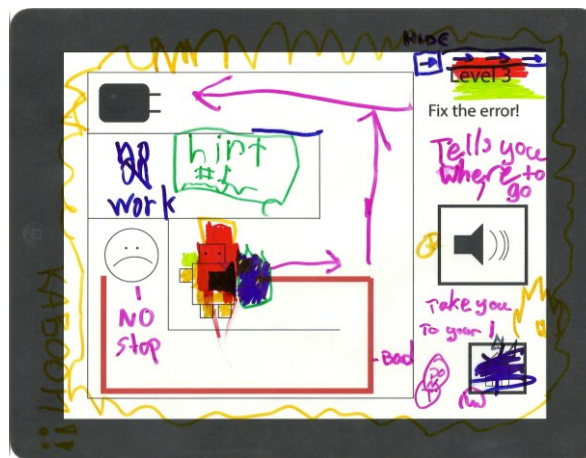 Level 3
Fix the error!
hint
work
Tells you
Where to
go
NO
Stop
Take you
To your
Bad
KABOOM!!